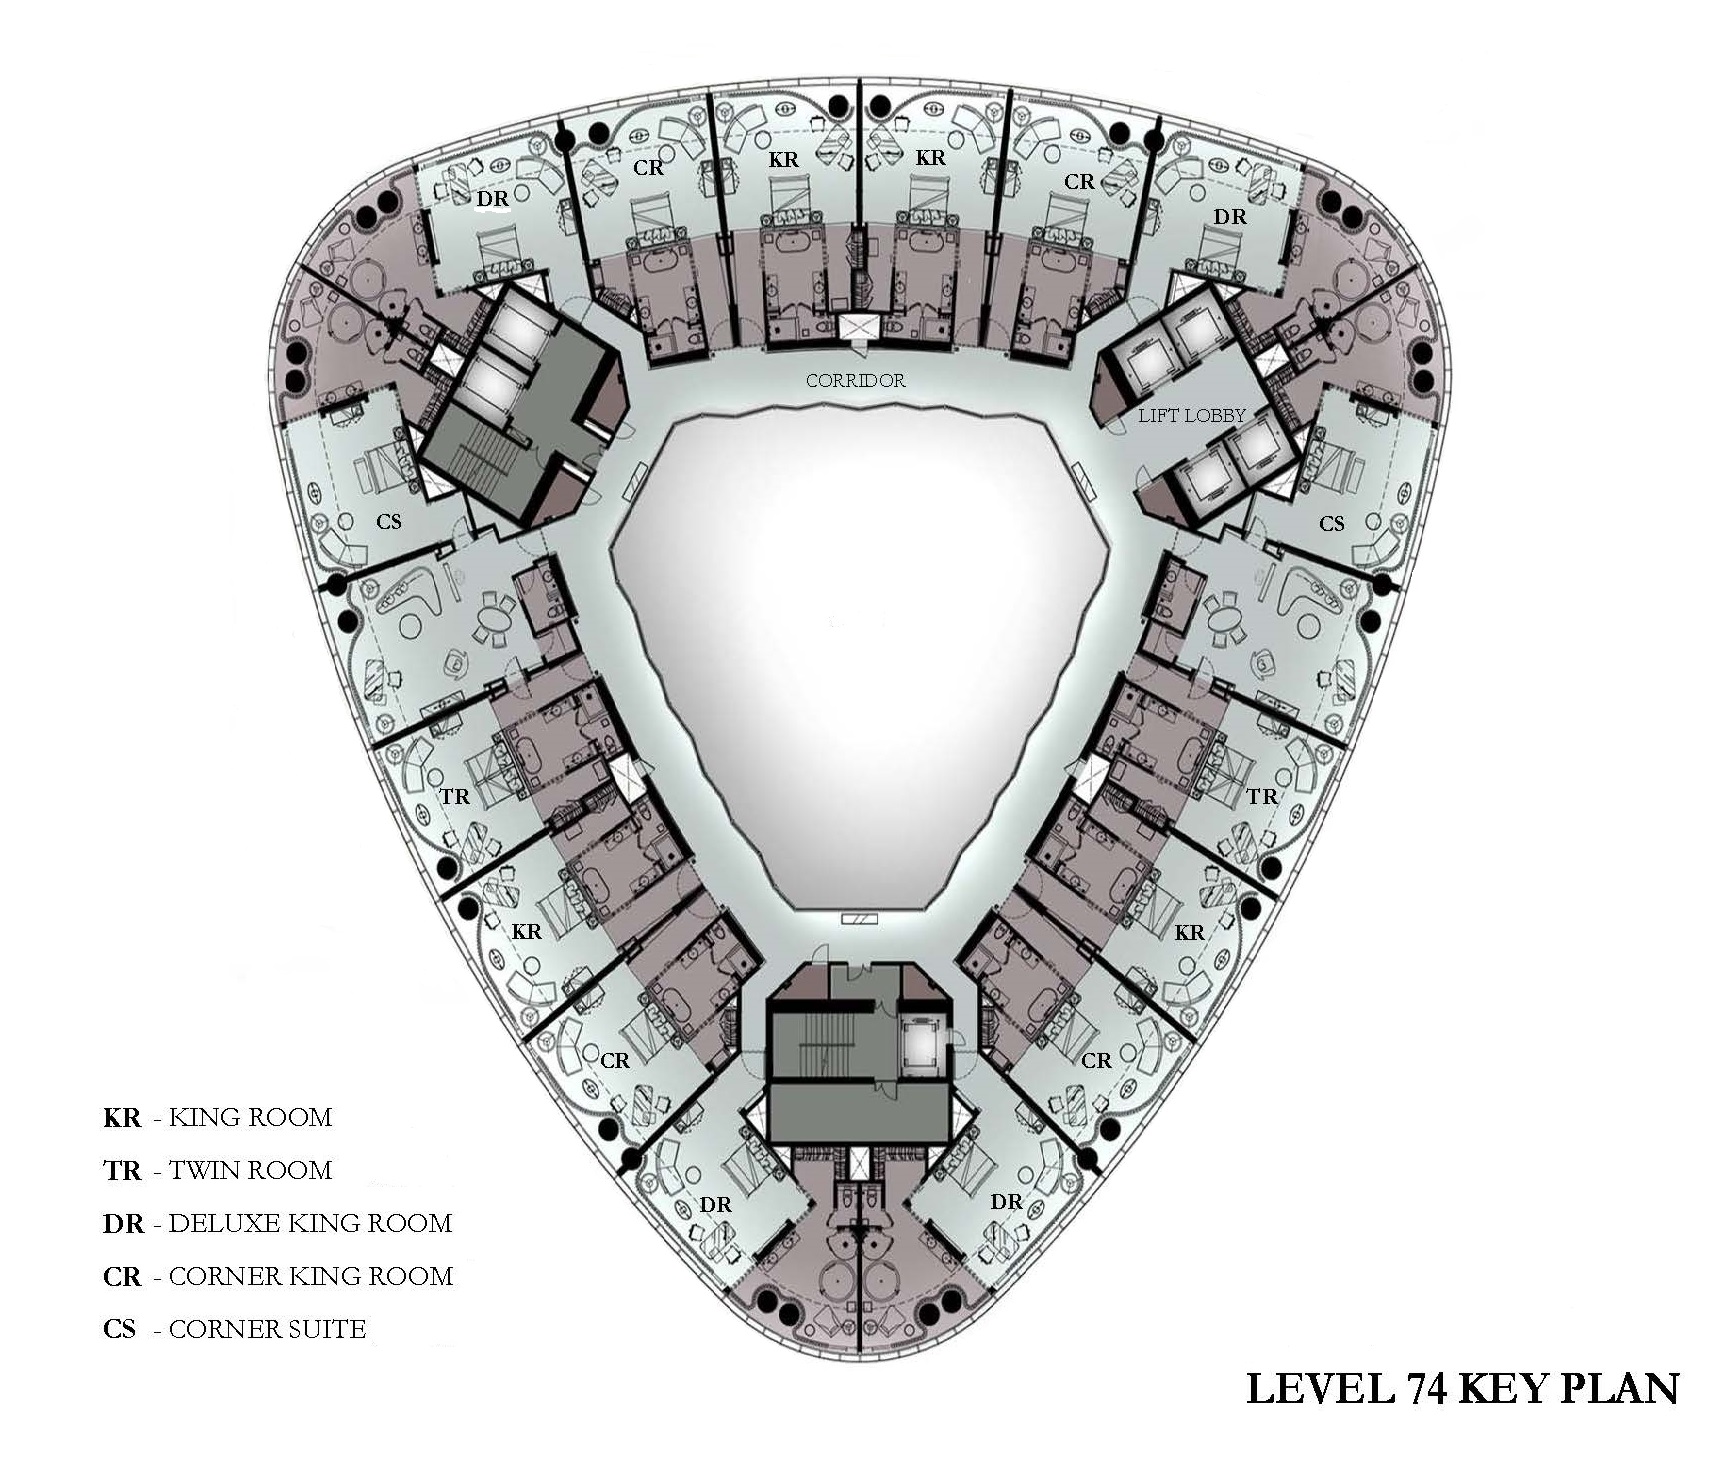 KR KR
CR
CR
DR
DR
CORRIDOR
LIFT LOBBY
CS CS
TR TR
KR KR
CR CR
DR DR
KR - KING ROOM
TR - TWIN ROOM
DR - DELUXE KING ROOM
CR - CORNER KING ROOM
CS - CORNER SUITE
LEVEL 74 KEY PLAN